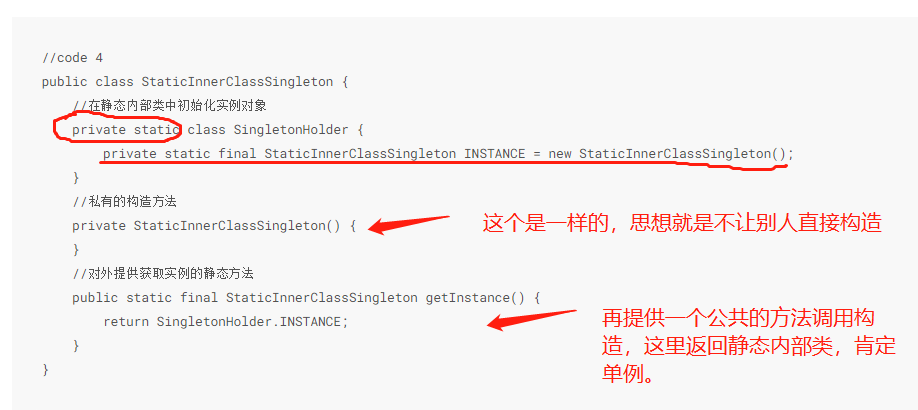 //code 4
public class StaticInnerClassSingleton {
//在静态内部类中初始化实例对象
private static class SingletonHolder {
private static final StaticInnerClassSingleton INSTANCE = new StaticInnerClassSingleton();
}
//私有的构造方法
private StaticInnerClassSingleton() {
这个是一样的，思想就是不让别人直接构造
}
//对外提供获取实例的静态方法
public static final StaticInnerClassSingleton getInstance() {
return SingletonHolder.INSTANCE;
}
}
再提供一个公共的方法调用构
造，这里返回静态内部类，肯定
单例。